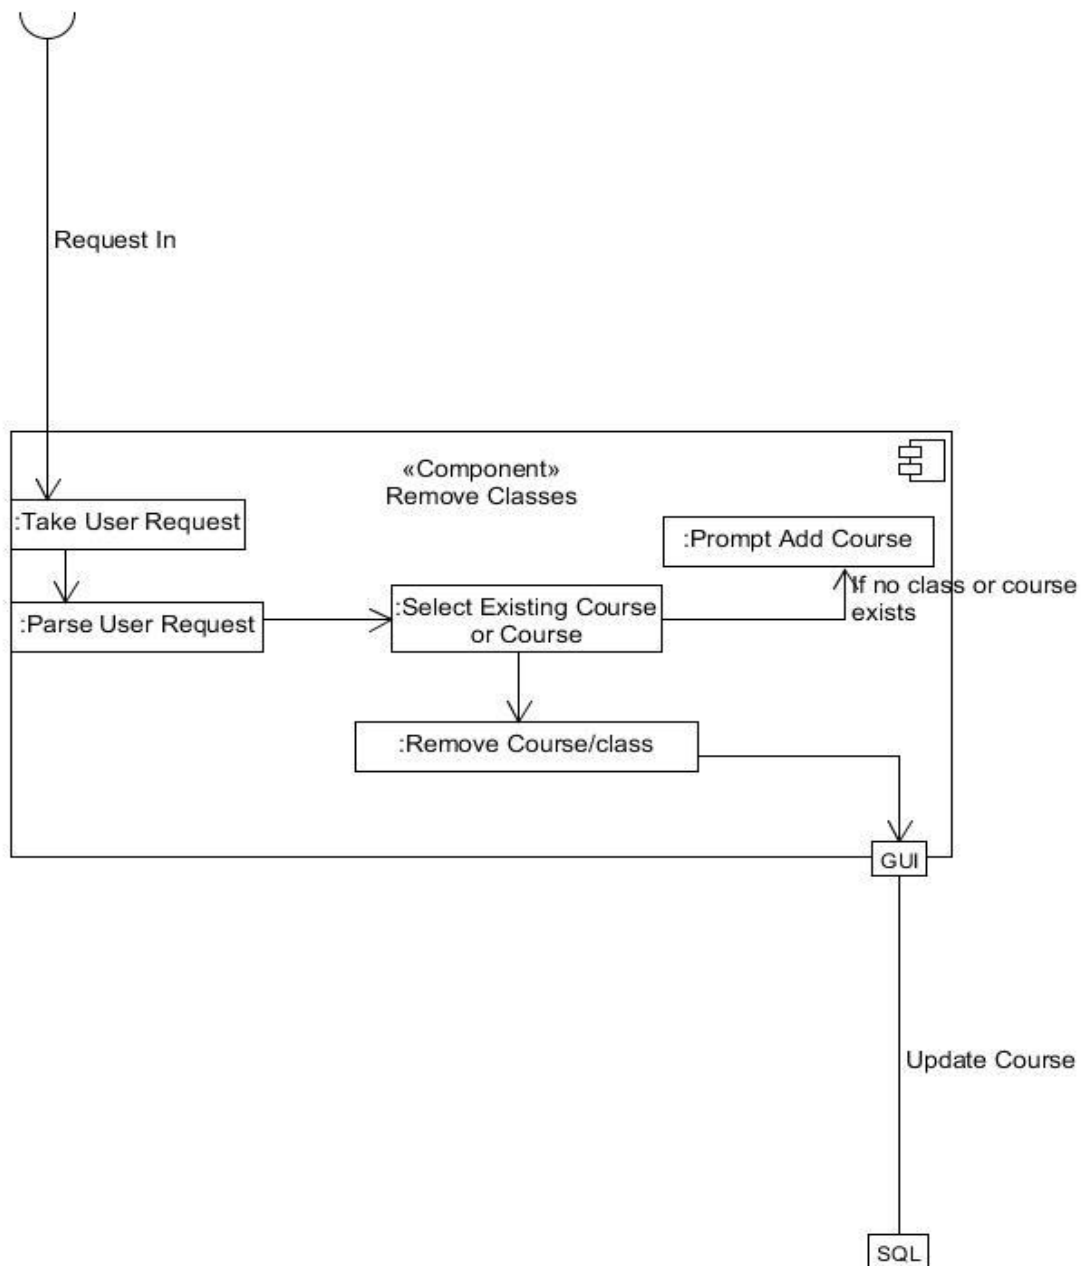 Request In
«Component»
Remove Classes
:Take User Request
:Prompt Add Course
If no class or course
exists
:Parse User Request
:Select Existing Course
or Course
:Remove Course/class
GUI
Update Course
SQL